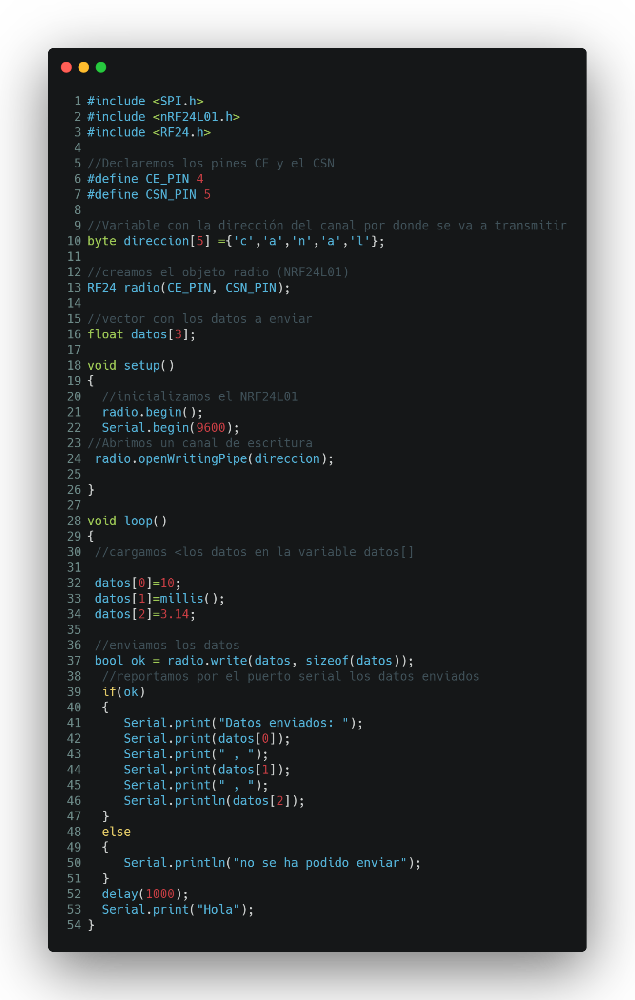 1 #include <SPI.h>
2 #include <nRF24L01.h>
3 #include <RF24.h>
4
5 //Declaremos los pines CE y el CSN
6 #define CE_PIN 4
7 #define CSN_PIN 5
8
9 //Variable con la dirección del canal por donde se va a transmitir
10 byte direccion[5] ={'c','a','n','a','l'};
11
12 //creamos el objeto radio (NRF24L01)
13 RF24 radio(CE_PIN, CSN_PIN);
14
15 //vector con los datos a enviar
16 float datos[3];
17
18 void setup()
19 {
20   //inicializamos el NRF24L01
21   radio.begin();
22   Serial.begin(9600);
23 //Abrimos un canal de escritura
24  radio.openWritingPipe(direccion);
25
26 }
27
28 void loop()
29 {
30  //cargamos <los datos en la variable datos[]
31
32  datos[0]=10;
33  datos[1]=millis();
34  datos[2]=3.14;
35
36  //enviamos los datos
37  bool ok = radio.write(datos, sizeof(datos));
38   //reportamos por el puerto serial los datos enviados
39   if(ok)
40   {
41      Serial.print("Datos enviados: ");
42      Serial.print(datos[0]);
43      Serial.print(" , ");
44      Serial.print(datos[1]);
45      Serial.print(" , ");
46      Serial.println(datos[2]);
47   }
48   else
49   {
50      Serial.println("no se ha podido enviar");
51   }
52   delay(1000);
53   Serial.print("Hola");
54 }